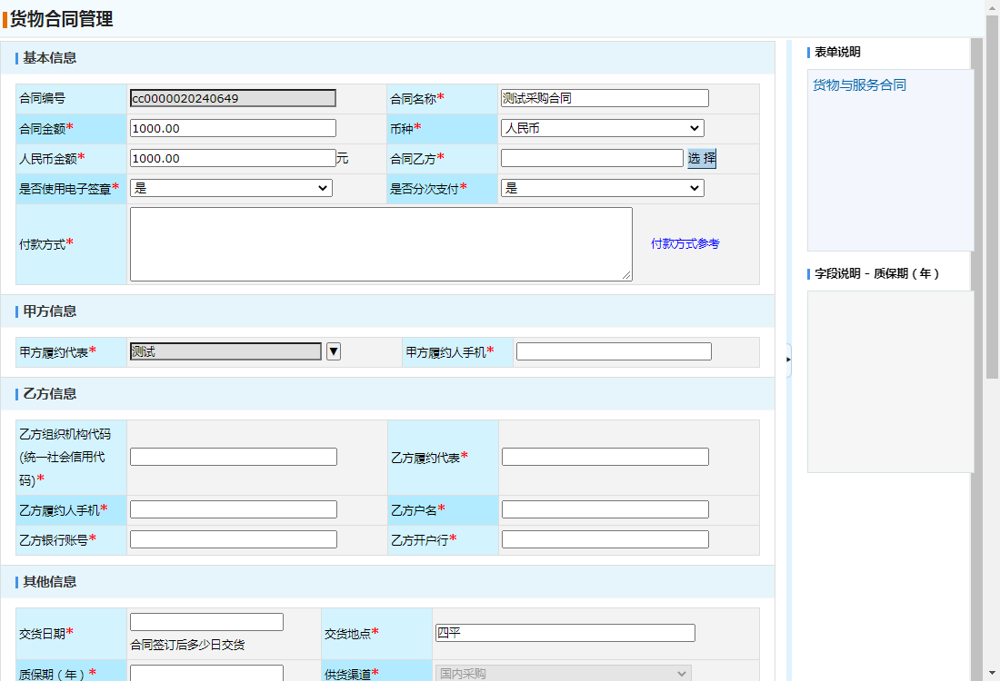 货物合同管理
基本信息
合同编号 cc0000020240649 合同名称* 测试采购合同
合同金额* 1000.00 币种* 人民币
人民币金额* 1000.00 元 合同乙方* 选 择
是否使用电子签章* 是 是否分次支付* 是
付款方式* 付款方式参考
甲方信息
甲方履约代表* 测试 ▼ 甲方履约人手机*
乙方信息
乙方组织机构代码
(统一社会信用代
码)*
乙方履约代表*
乙方履约人手机* 乙方户名*
乙方银行账号* 乙方开户行*
其他信息
交货日期* 合同签订后多少日交货
交货地点* 四平
质保期（年）* 供货渠道* 国内采购
表单说明
货物与服务合同
字段说明 - 质保期（年）